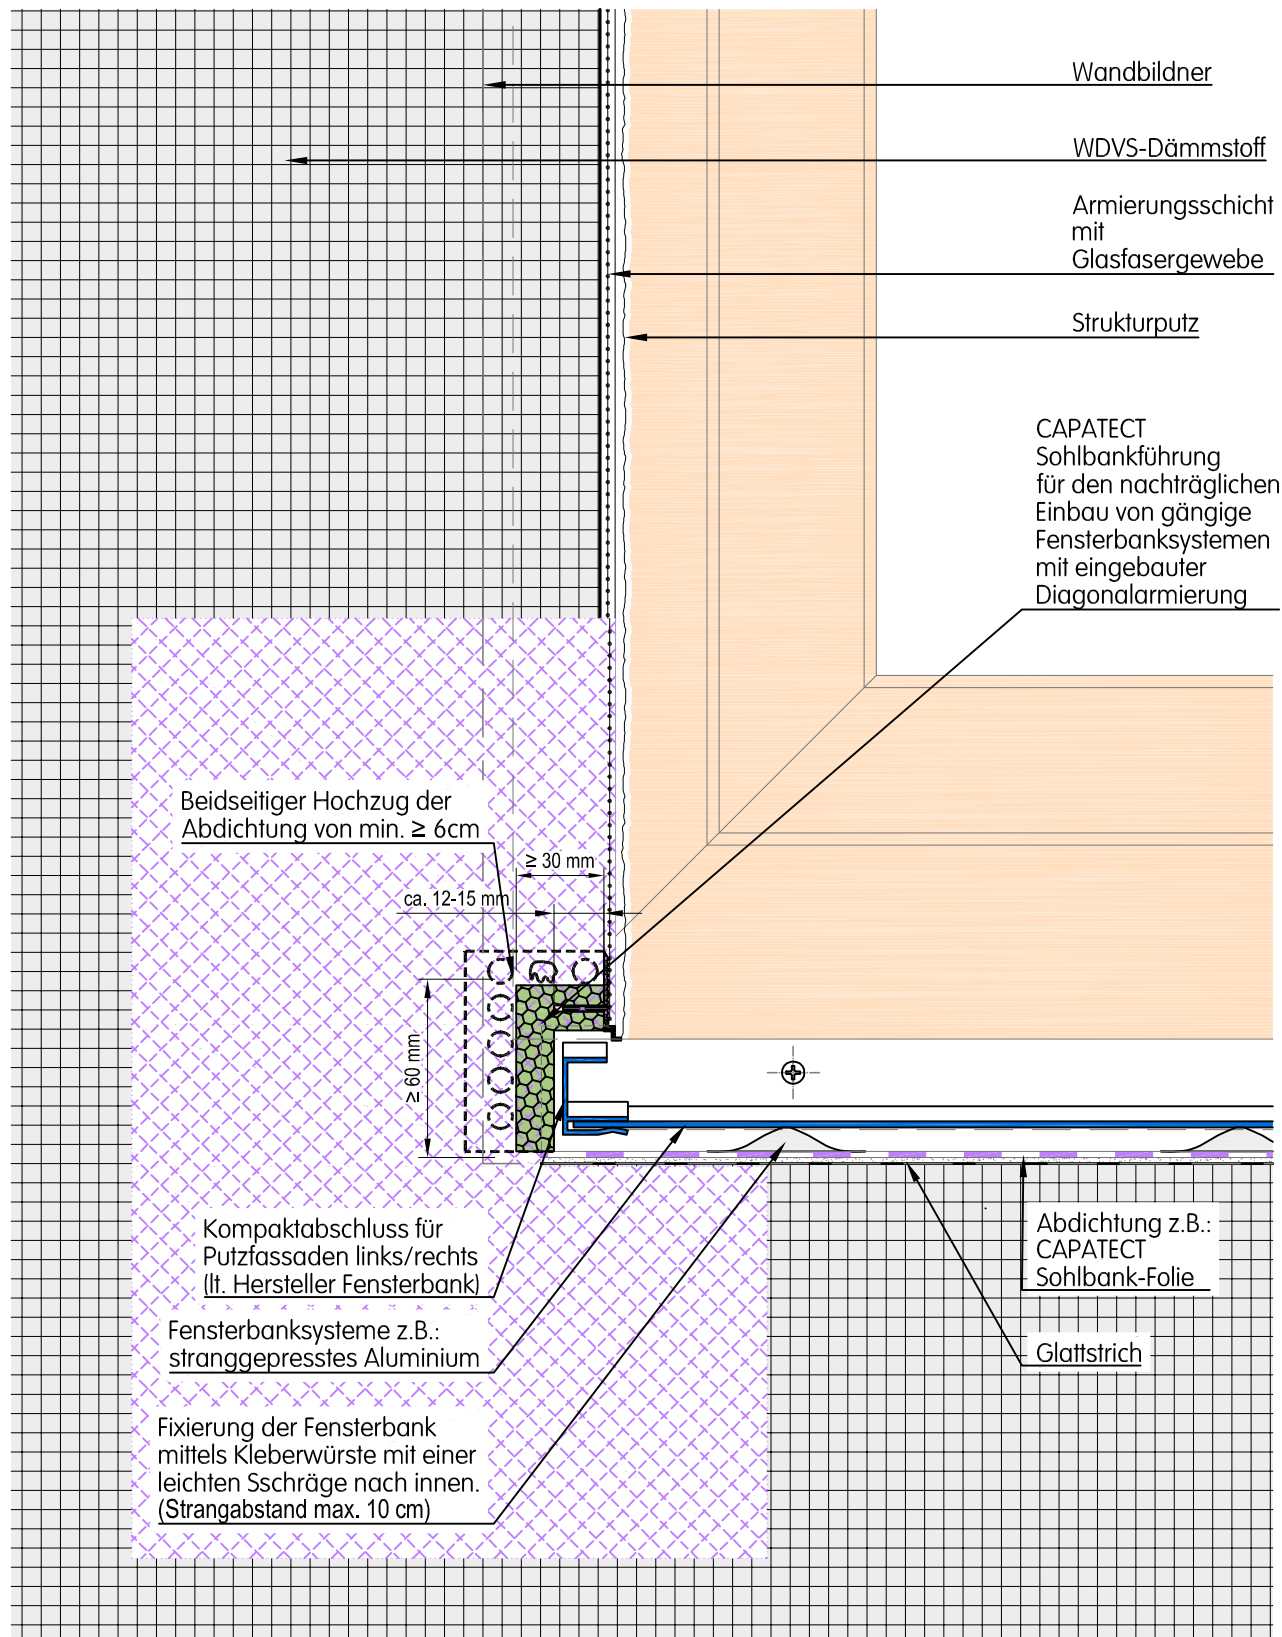 Wandbildner
WDVS-Dämmstoff
Armierungsschicht
mit
Glasfasergewebe
Strukturputz
CAPATECT
Sohlbankführung
für den nachträglichen
Einbau von gängige
Fensterbanksystemen
mit eingebauter
Diagonalarmierung
Beidseitiger Hochzug der
Abdichtung von min. ≥ 6cm
≥ 30 mm
ca. 12-15 mm
≥ 60 mm
Kompaktabschluss für
Putzfassaden links/rechts
(lt. Hersteller Fensterbank)
Abdichtung z.B.:
CAPATECT
Sohlbank-Folie
Fensterbanksysteme z.B.:
stranggepresstes Aluminium
Glattstrich
Fixierung der Fensterbank
mittels Kleberwürste mit einer
leichten Sschräge nach innen.
(Strangabstand max. 10 cm)